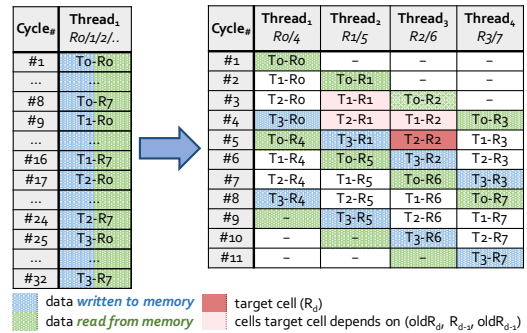 Cycle# Thread1 R0/1/2/..
#1 T0-R0
... ...
#8 T0-R7
#9 T1-R0
... ...
#16 T1-R7
#17 T2-R0
... ...
#24 T2-R7
#25 T3-R0
... ...
#32 T3-R7
Cycle# Thread1 R0/4 Thread2 R1/5 Thread3 R2/6 Thread4 R3/7
#1 T0-R0 – – –
#2 T1-R0 T0-R1 – –
#3 T2-R0 T1-R1 T0-R2 –
#4 T3-R0 T2-R1 T1-R2 T0-R3
#5 T0-R4 T3-R1 T2-R2 T1-R3
#6 T1-R4 T0-R5 T3-R2 T2-R3
#7 T2-R4 T1-R5 T0-R6 T3-R3
#8 T3-R4 T2-R5 T1-R6 T0-R7
#9 – T3-R5 T2-R6 T1-R7
#10 – – T3-R6 T2-R7
#11 – – – T3-R7
data written to memory
data read from memory
target cell (Rd)
cells target cell depends on (oldRd, Rd-1, oldRd-1)